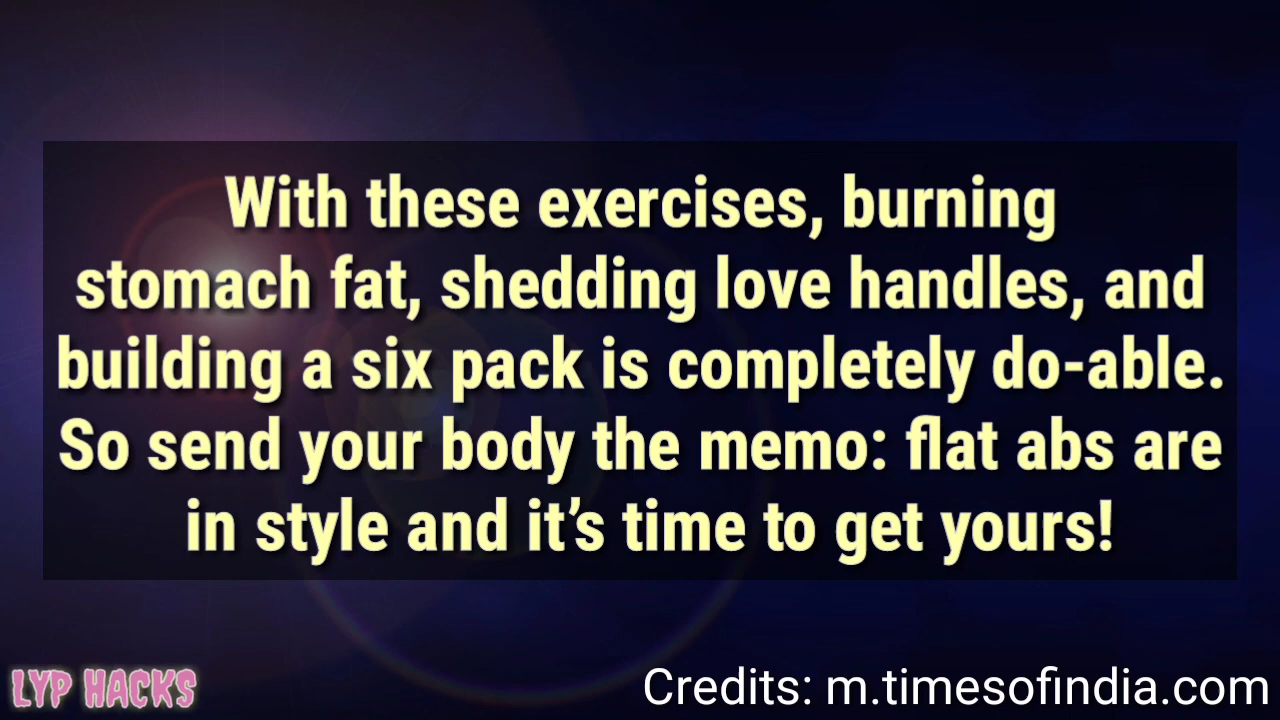 With these exercises, burning
stomach fat, shedding love handles, and
building a six pack is completely do-able.
So send your body the memo: flat abs are
in style and it’s time to get yours!
LYP HACKS
Credits: m.timesofindia.com